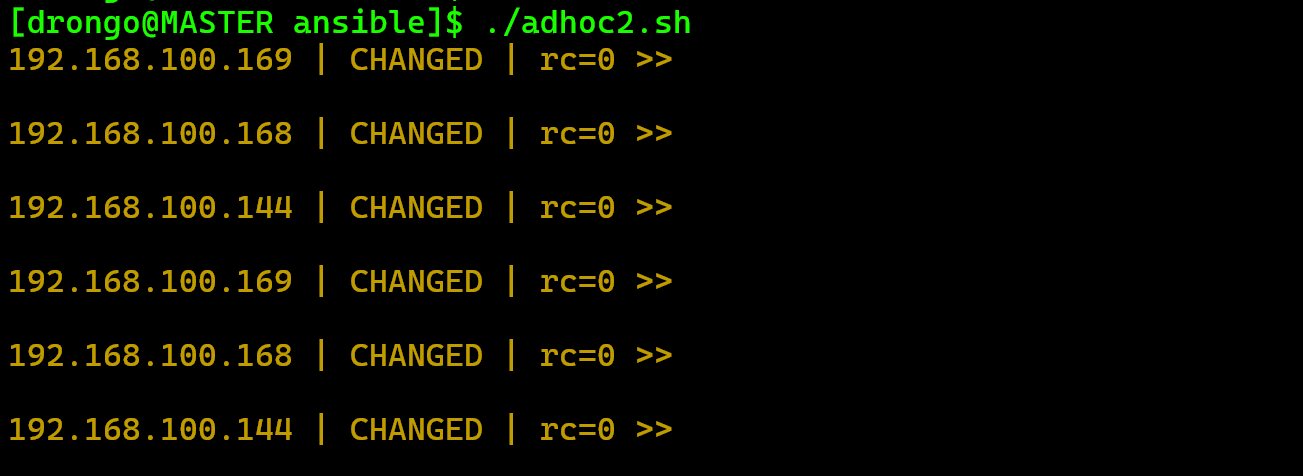 [drongo@MASTER ansible]$ ./adhoc2.sh
192.168.100.169 | CHANGED | rc=0 >>
192.168.100.168 | CHANGED | rc=0 >>
192.168.100.144 | CHANGED | rc=0 >>
192.168.100.169 | CHANGED | rc=0 >>
192.168.100.168 | CHANGED | rc=0 >>
192.168.100.144 | CHANGED | rc=0 >>